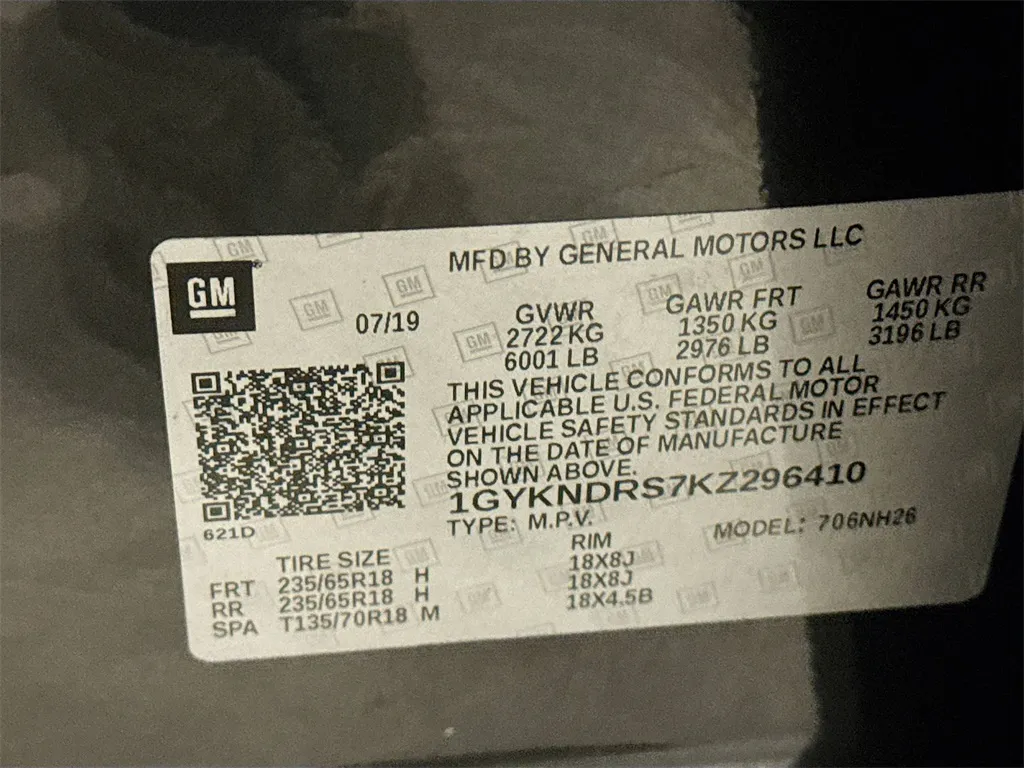 MFD BY GENERAL MOTORS LLC
GM
07/19
GVWR GAWR FRT GAWR RR
2722 KG 1350 KG 1450 KG
6001 LB 2976 LB 3196 LB
THIS VEHICLE CONFORMS TO ALL
APPLICABLE U.S. FEDERAL MOTOR
VEHICLE SAFETY STANDARDS IN EFFECT
ON THE DATE OF MANUFACTURE
SHOWN ABOVE.
1GYKNDRS7KZ296410
621D
TYPE: M.P.V. MODEL: 706NH26
TIRE SIZE RIM
FRT 235/65R18 H 18X8J
RR 235/65R18 H 18X8J
SPA T135/70R18 M 18X4.5B